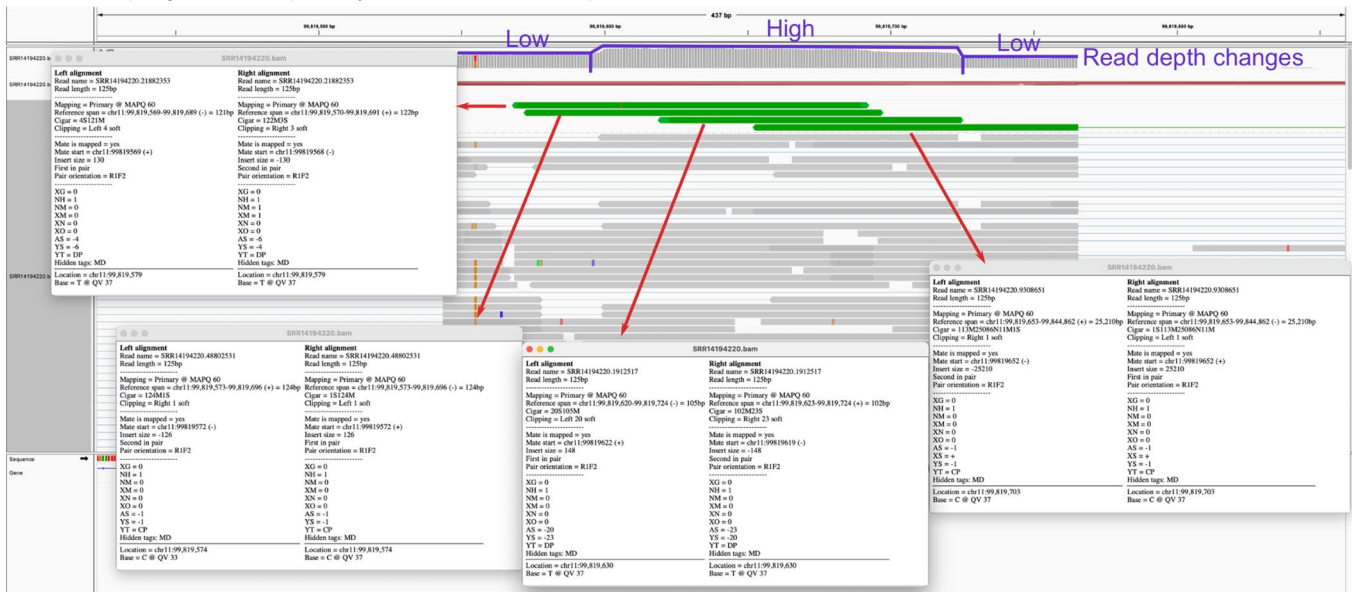 437 bp
99,819,500 bp 99,819,600 bp 99,819,700 bp 99,819,800 bp
High
Low
Low
Read depth changes
SRR14194220.b
SRR14194220.b
SRR14194220.b
Sequence
Gene
SRR14194220.bam
Left alignment
Read name = SRR14194220.21882353
Read length = 125bp
----------------------
Mapping = Primary @ MAPQ 60
Reference span = chr11:99,819,569-99,819,689 (-) = 121bp
Cigar = 4S121M
Clipping = Left 4 soft
----------------------
Mate is mapped = yes
Mate start = chr11:99819569 (+)
Insert size = 130
First in pair
Pair orientation = R1F2
----------------------
XG = 0
NH = 1
NM = 0
XM = 0
XN = 0
XO = 0
AS = -4
YS = -6
YT = DP
Hidden tags: MD
Location = chr11:99,819,579
Base = T @ QV 37
Right alignment
Read name = SRR14194220.21882353
Read length = 125bp
----------------------
Mapping = Primary @ MAPQ 60
Reference span = chr11:99,819,570-99,819,691 (+) = 122bp
Cigar = 122M3S
Clipping = Right 3 soft
----------------------
Mate is mapped = yes
Mate start = chr11:99819568 (-)
Insert size = -130
Second in pair
Pair orientation = R1F2
----------------------
XG = 0
NH = 1
NM = 1
XM = 1
XN = 0
XO = 0
AS = -6
YS = -4
YT = DP
Hidden tags: MD
Location = chr11:99,819,579
Base = T @ QV 37
SRR14194220.bam
Left alignment
Read name = SRR14194220.48802531
Read length = 125bp
----------------------
Mapping = Primary @ MAPQ 60
Reference span = chr11:99,819,573-99,819,696 (+) = 124bp
Cigar = 124M1S
Clipping = Right 1 soft
----------------------
Mate is mapped = yes
Mate start = chr11:99819572 (-)
Insert size = -126
Second in pair
Pair orientation = R1F2
----------------------
XG = 0
NH = 1
NM = 0
XM = 0
XN = 0
XO = 0
AS = -1
YS = -1
YT = CP
Hidden tags: MD
Location = chr11:99,819,574
Base = C @ QV 33
Right alignment
Read name = SRR14194220.48802531
Read length = 125bp
----------------------
Mapping = Primary @ MAPQ 60
Reference span = chr11:99,819,573-99,819,696 (-) = 124bp
Cigar = 1S124M
Clipping = Left 1 soft
----------------------
Mate is mapped = yes
Mate start = chr11:99819572 (+)
Insert size = 126
First in pair
Pair orientation = R1F2
----------------------
XG = 0
NH = 1
NM = 0
XM = 0
XN = 0
XO = 0
AS = -1
YS = -1
YT = CP
Hidden tags: MD
Location = chr11:99,819,574
Base = C @ QV 37
SRR14194220.bam
Left alignment
Read name = SRR14194220.1912517
Read length = 125bp
----------------------
Mapping = Primary @ MAPQ 60
Reference span = chr11:99,819,620-99,819,724 (-) = 105bp
Cigar = 20S105M
Clipping = Left 20 soft
----------------------
Mate is mapped = yes
Mate start = chr11:99819622 (+)
Insert size = 148
First in pair
Pair orientation = R1F2
----------------------
XG = 0
NH = 1
NM = 0
XM = 0
XN = 0
XO = 0
AS = -20
YS = -23
YT = DP
Hidden tags: MD
Location = chr11:99,819,630
Base = T @ QV 37
Right alignment
Read name = SRR14194220.1912517
Read length = 125bp
----------------------
Mapping = Primary @ MAPQ 60
Reference span = chr11:99,819,623-99,819,724 (+) = 102bp
Cigar = 102M23S
Clipping = Right 23 soft
----------------------
Mate is mapped = yes
Mate start = chr11:99819619 (-)
Insert size = -148
Second in pair
Pair orientation = R1F2
----------------------
XG = 0
NH = 1
NM = 0
XM = 0
XN = 0
XO = 0
AS = -23
YS = -20
YT = DP
Hidden tags: MD
Location = chr11:99,819,630
Base = T @ QV 37
SRR14194220.bam
Left alignment
Read name = SRR14194220.9308651
Read length = 125bp
----------------------
Mapping = Primary @ MAPQ 60
Reference span = chr11:99,819,653-99,844,862 (+) = 25,210bp
Cigar = 113M25086N11M1S
Clipping = Right 1 soft
----------------------
Mate is mapped = yes
Mate start = chr11:99819652 (-)
Insert size = -25210
Second in pair
Pair orientation = R1F2
----------------------
XG = 0
NH = 1
NM = 0
XM = 0
XN = 0
XO = 0
AS = -1
XS = +
YS = -1
YT = CP
Hidden tags: MD
Location = chr11:99,819,703
Base = C @ QV 37
Right alignment
Read name = SRR14194220.9308651
Read length = 125bp
----------------------
Mapping = Primary @ MAPQ 60
Reference span = chr11:99,819,653-99,844,862 (-) = 25,210bp
Cigar = 1S113M25086N11M
Clipping = Left 1 soft
----------------------
Mate is mapped = yes
Mate start = chr11:99819652 (+)
Insert size = 25210
First in pair
Pair orientation = R1F2
----------------------
XG = 0
NH = 1
NM = 0
XM = 0
XN = 0
XO = 0
AS = -1
XS = +
YS = -1
YT = CP
Hidden tags: MD
Location = chr11:99,819,703
Base = C @ QV 37